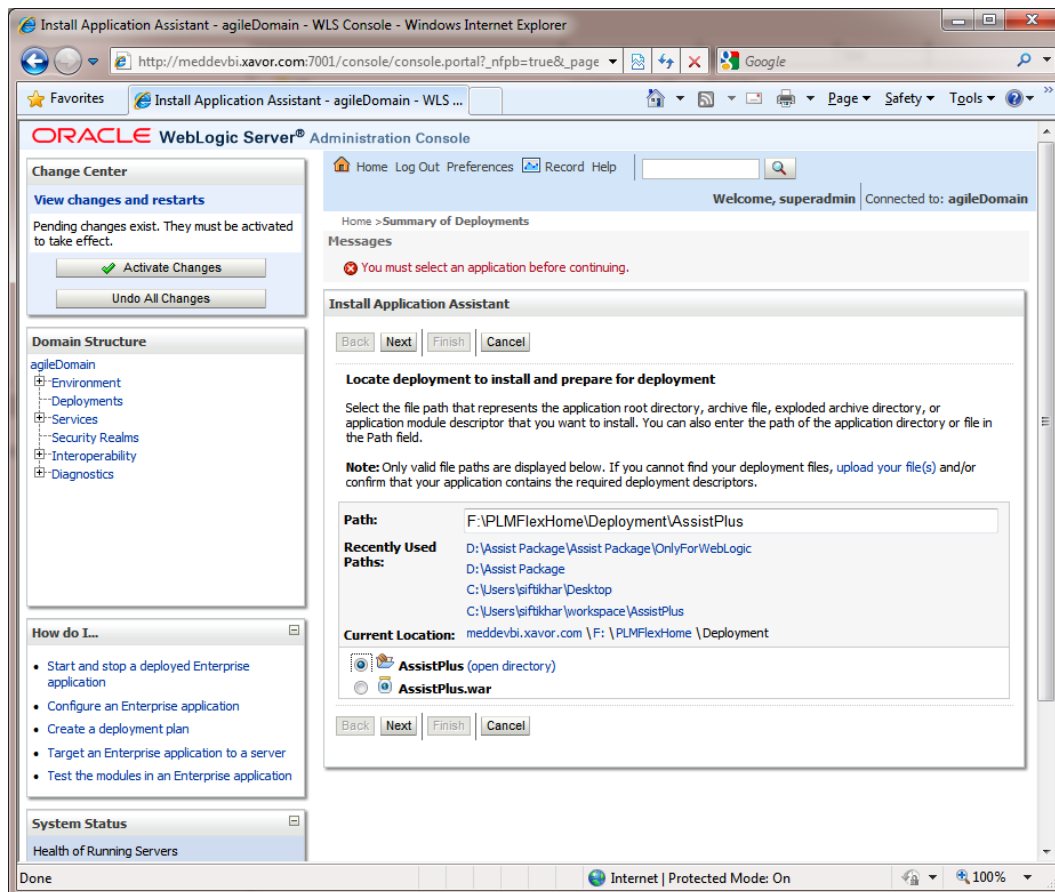 Install Application Assistant - agileDomain - WLS Console - Windows Internet Explorer
http://meddevbi.xavor.com:7001/console/console.portal?_nfpb=true&_page
Google
Favorites
Install Application Assistant - agileDomain - WLS ...
Page
Safety
Tools
ORACLE WebLogic Server® Administration Console
Change Center
View changes and restarts
Pending changes exist. They must be activated
to take effect.
Activate Changes
Undo All Changes
Domain Structure
agileDomain
Environment
Deployments
Services
Security Realms
Interoperability
Diagnostics
How do I...
Start and stop a deployed Enterprise
application
Configure an Enterprise application
Create a deployment plan
Target an Enterprise application to a server
Test the modules in an Enterprise application
System Status
Health of Running Servers
Home Log Out Preferences Record Help
Welcome, superadmin Connected to: agileDomain
Home >Summary of Deployments
Messages
You must select an application before continuing.
Install Application Assistant
Back Next Finish Cancel
Locate deployment to install and prepare for deployment
Select the file path that represents the application root directory, archive file, exploded archive directory, or
application module descriptor that you want to install. You can also enter the path of the application directory or file in
the Path field.
Note: Only valid file paths are displayed below. If you cannot find your deployment files, upload your file(s) and/or
confirm that your application contains the required deployment descriptors.
Path: F:\PLMFlexHome\Deployment\AssistPlus
Recently Used
Paths:
D:\Assist Package\Assist Package\OnlyForWebLogic
D:\Assist Package
C:\Users\siftikhar\Desktop
C:\Users\siftikhar\workspace\AssistPlus
Current Location: meddevbi.xavor.com \F: \PLMFlexHome \Deployment
AssistPlus (open directory)
AssistPlus.war
Back Next Finish Cancel
Done
Internet | Protected Mode: On
100%